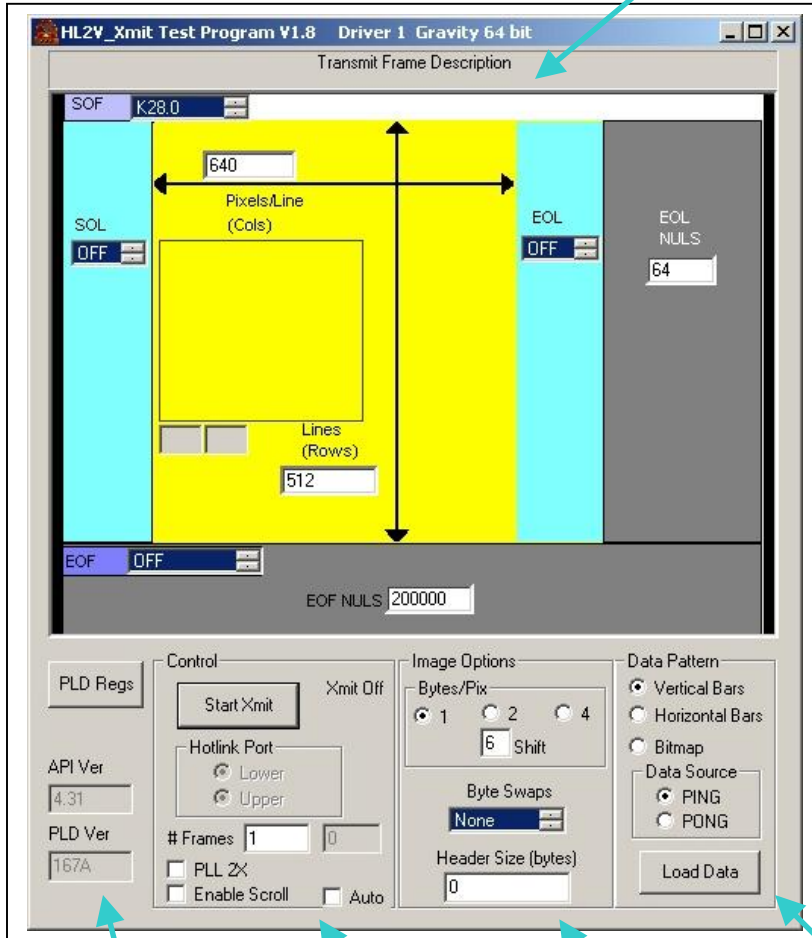 HL2V_Xmit Test Program V1.8 Driver 1 Gravity 64 bit
Transmit Frame Description
SOF K28.0
640
Pixels/Line
(Cols)
SOL
OFF
EOL
OFF
EOL
NULS
64
Lines
(Rows)
512
EOF OFF
EOF NULS 200000
PLD Regs
API Ver
4.31
PLD Ver
167A
Control
Start Xmit Xmit Off
Hotlink Port
Lower
Upper
# Frames 1 0
PLL 2X
Enable Scroll Auto
Image Options
Bytes/Pix
1 2 4
6 Shift
Byte Swaps
None
Header Size (bytes)
0
Data Pattern
Vertical Bars
Horizontal Bars
Bitmap
Data Source
PING
PONG
Load Data